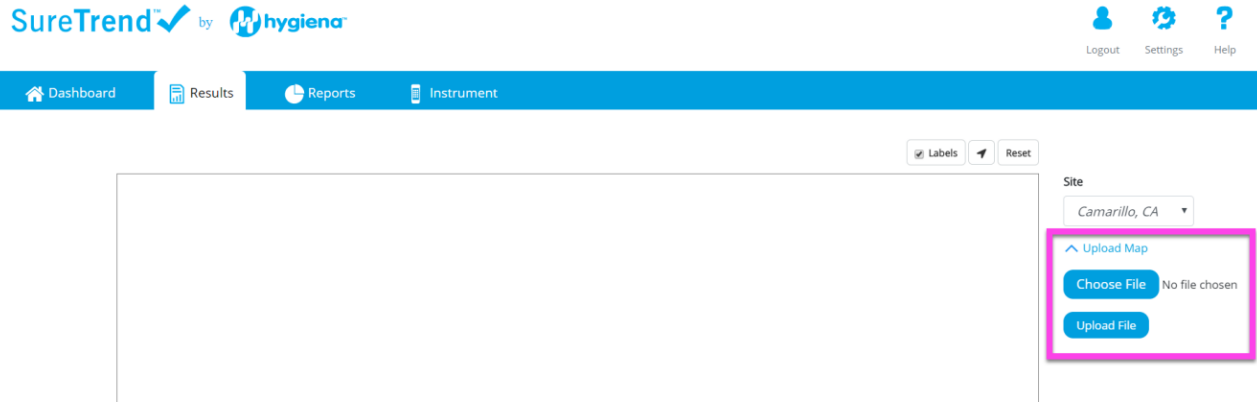 SureTrend™ by hygiena™
Logout Settings Help
Dashboard Results Reports Instrument
Labels Reset
Site
Camarillo, CA
Upload Map
Choose File No file chosen
Upload File